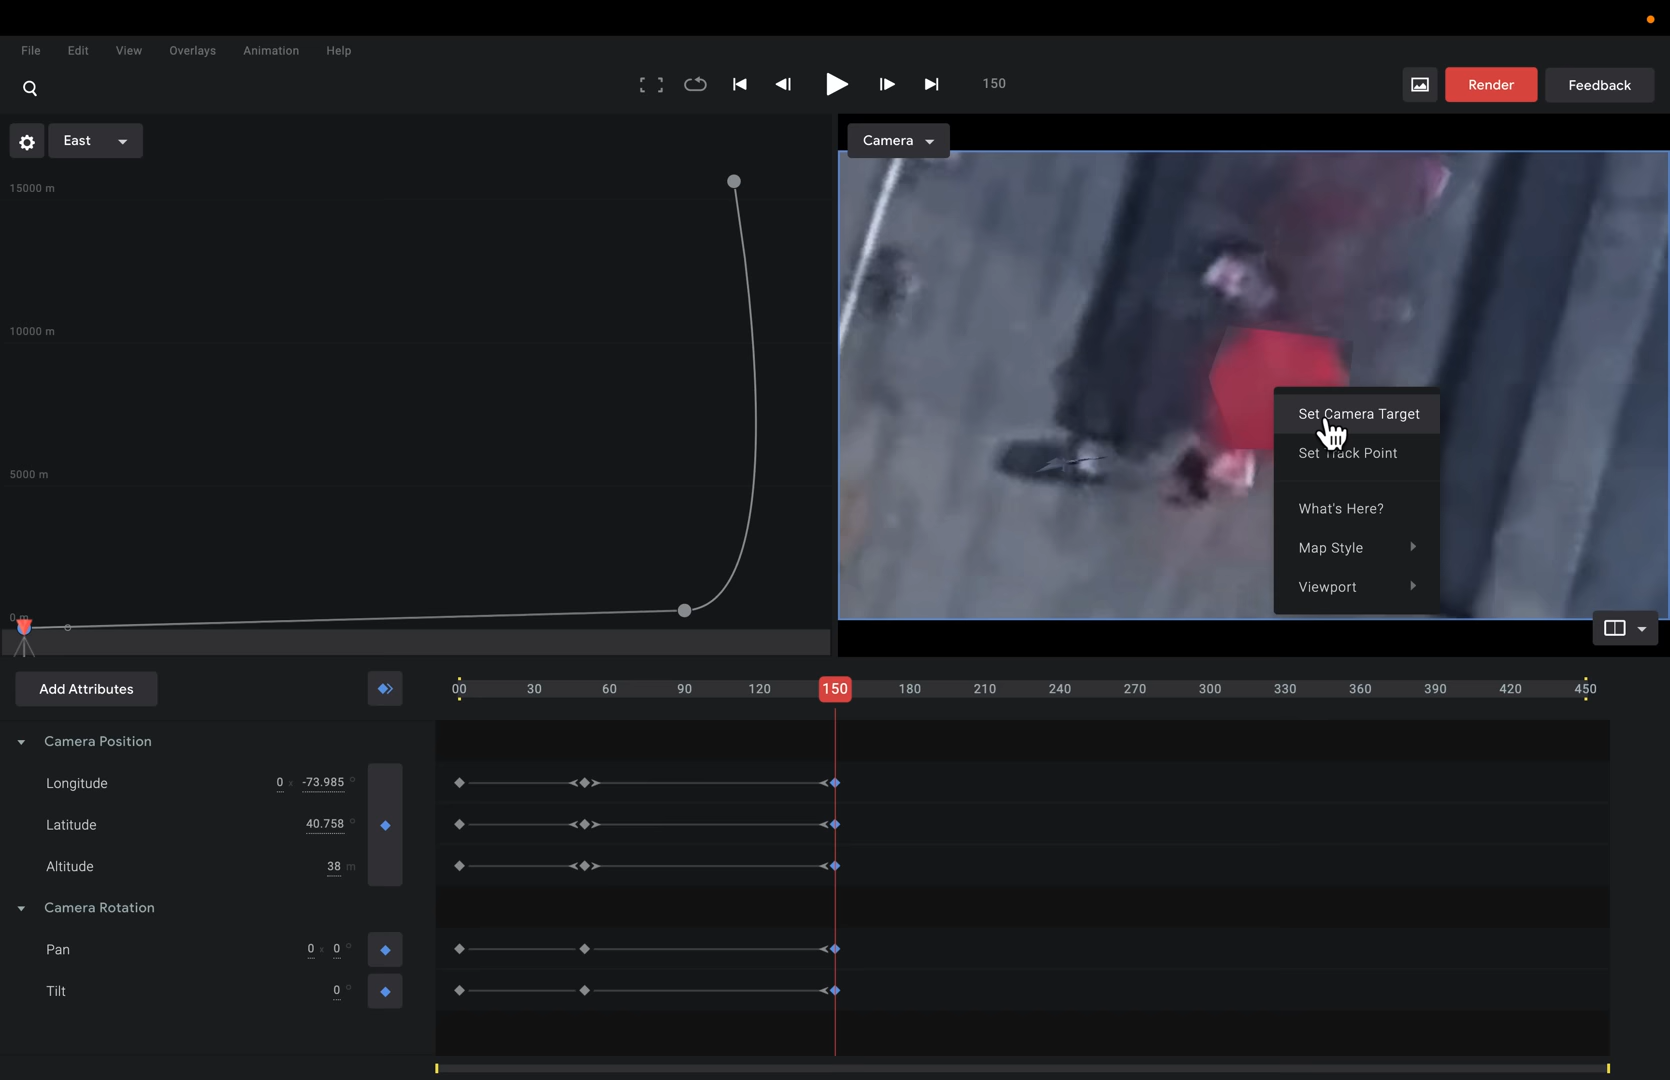 File Edit View Overlays Animation Help
150
Render
Feedback
East
Camera
15000 m
10000 m
5000 m
0 m
Set Camera Target
Set Track Point
What's Here?
Map Style
Viewport
Add Attributes
00 30 60 90 120 150 180 210 240 270 300 330 360 390 420 450
Camera Position
Longitude 0 x -73.985 °
Latitude 40.758 °
Altitude 38 m
Camera Rotation
Pan 0 x 0 °
Tilt 0 °